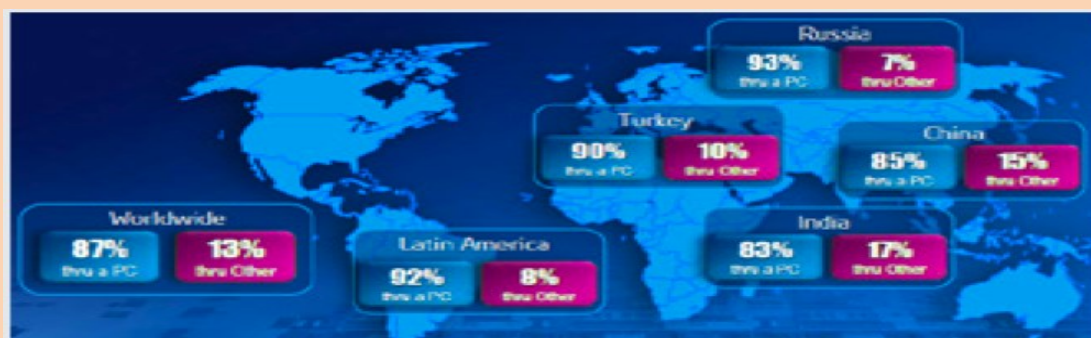 Russia
93% 7%
thru a PC thru Other
Turkey
90% 10%
thru a PC thru Other
China
85% 15%
thru a PC thru Other
Worldwide
87% 13%
thru a PC thru Other
Latin America
92% 8%
thru a PC thru Other
India
83% 17%
thru a PC thru Other